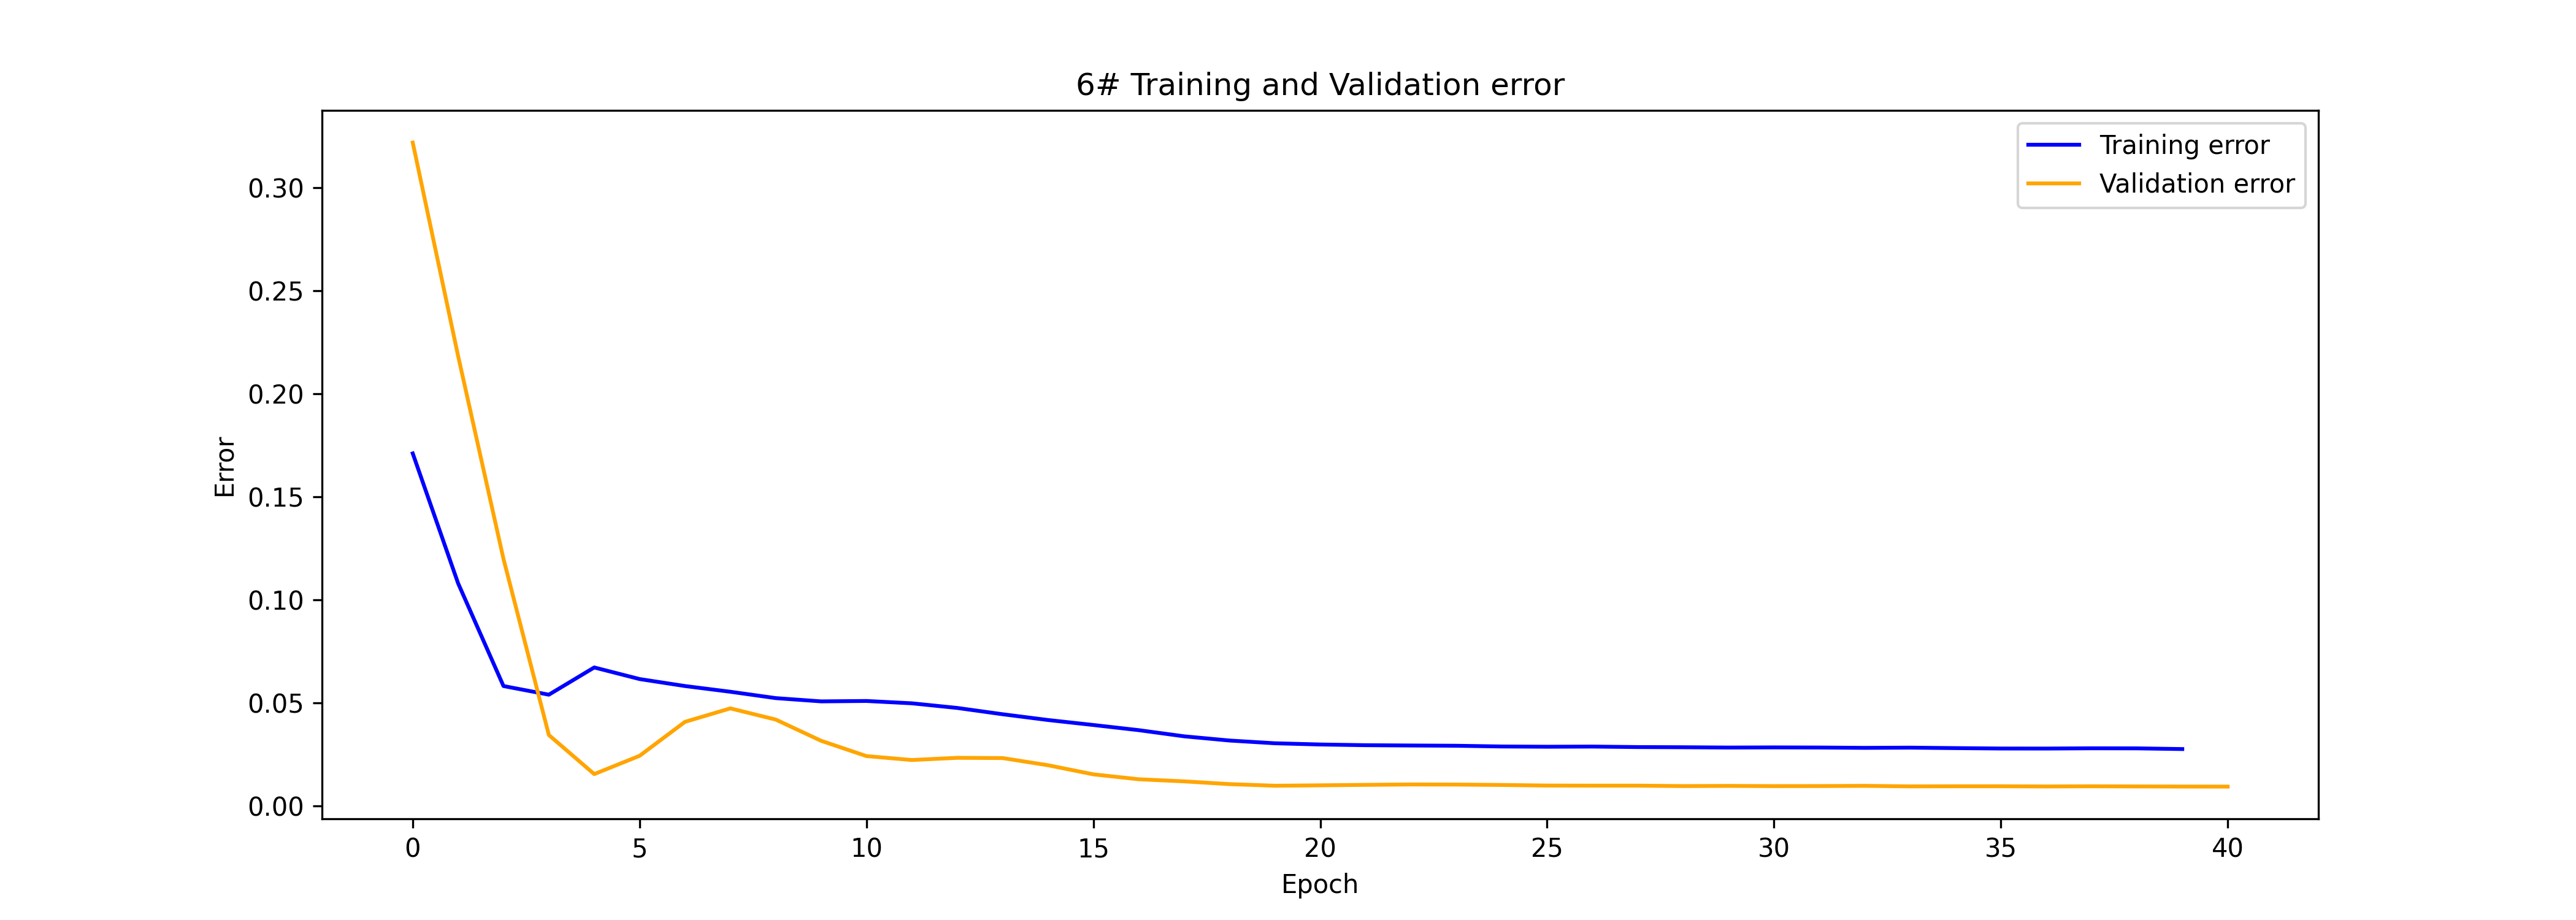 6# Training and Validation error
Training error
Validation error
0.30
0.25
0.20
0.15
0.10
0.05
0.00
Error
0 5 10 15 20 25 30 35 40
Epoch